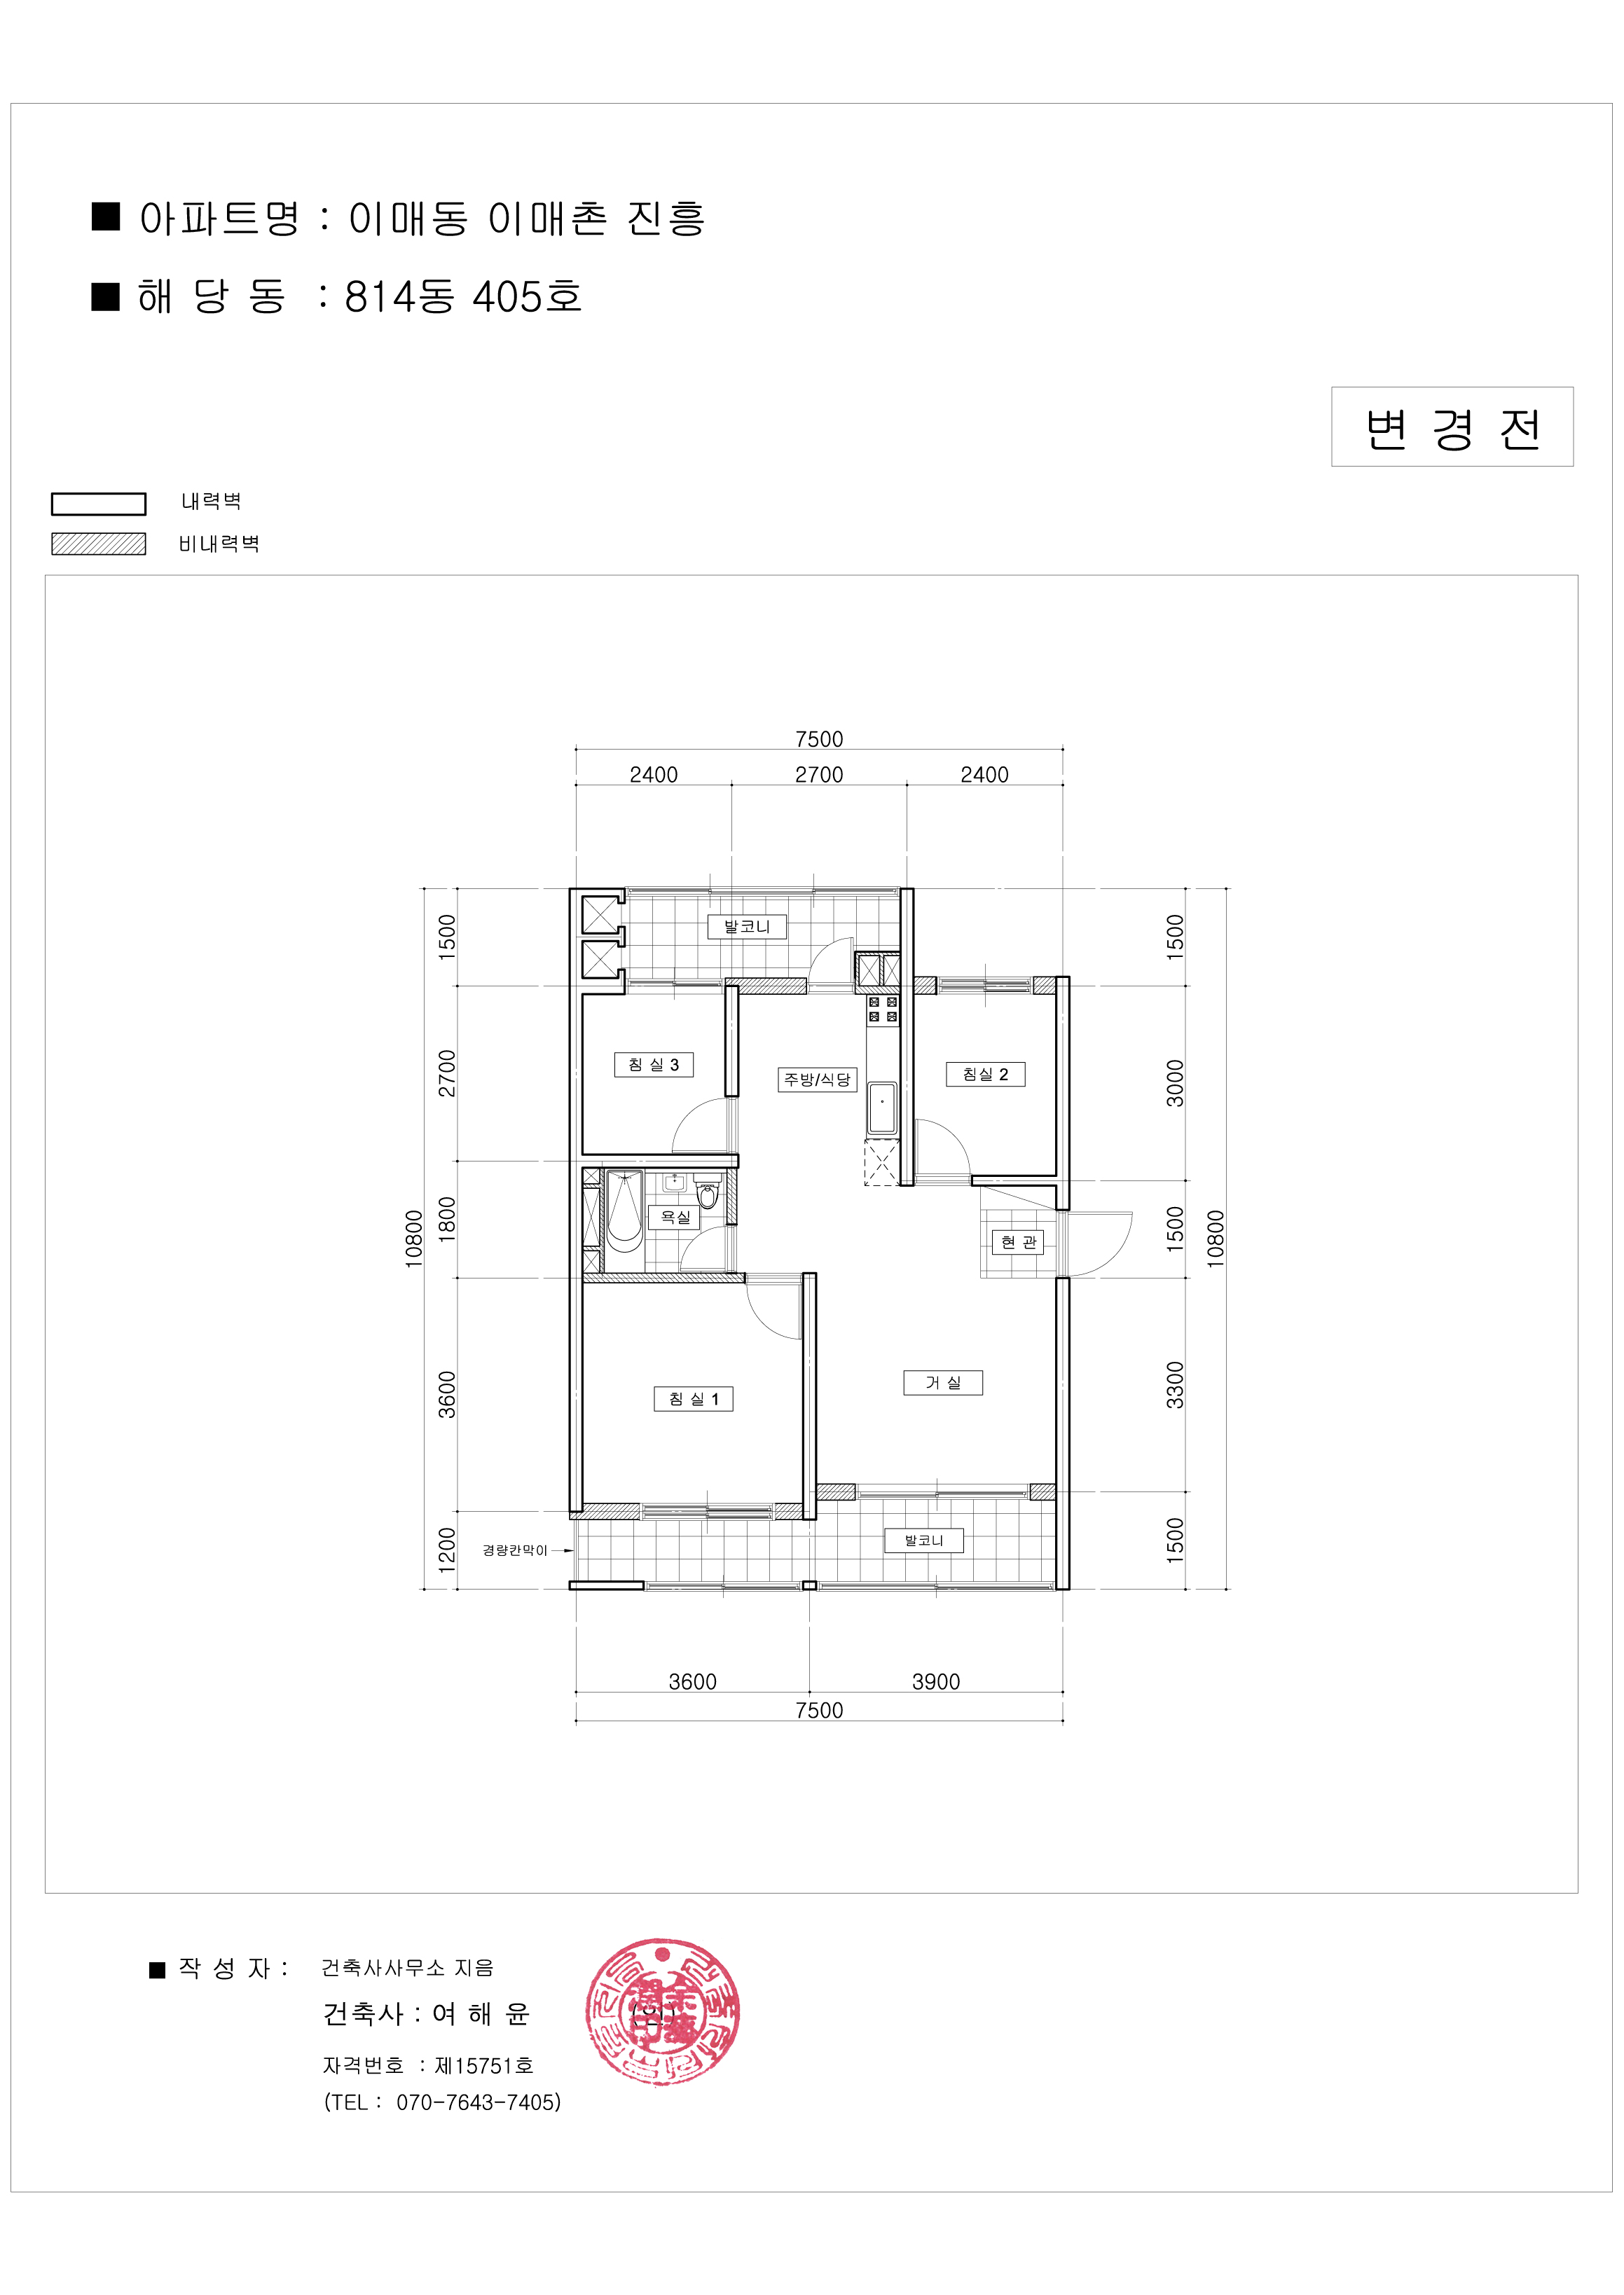 ■ 아파트명 : 이매동 이매촌 진흥
■ 해 당 동 : 814동 405호
변 경 전
내력벽
비내력벽
7500
2400 2700 2400
1500
2700
1800
3600
1200
10800
1500
3000
1500
3300
1500
10800
발코니
침 실 3
주방/식당
침실 2
욕실
현 관
거 실
침 실 1
발코니
경량칸막이
3600 3900
7500
■ 작 성 자 : 건축사사무소 지음
건축사 : 여 해 윤 (인)
자격번호 : 제15751호
(TEL : 070-7643-7405)